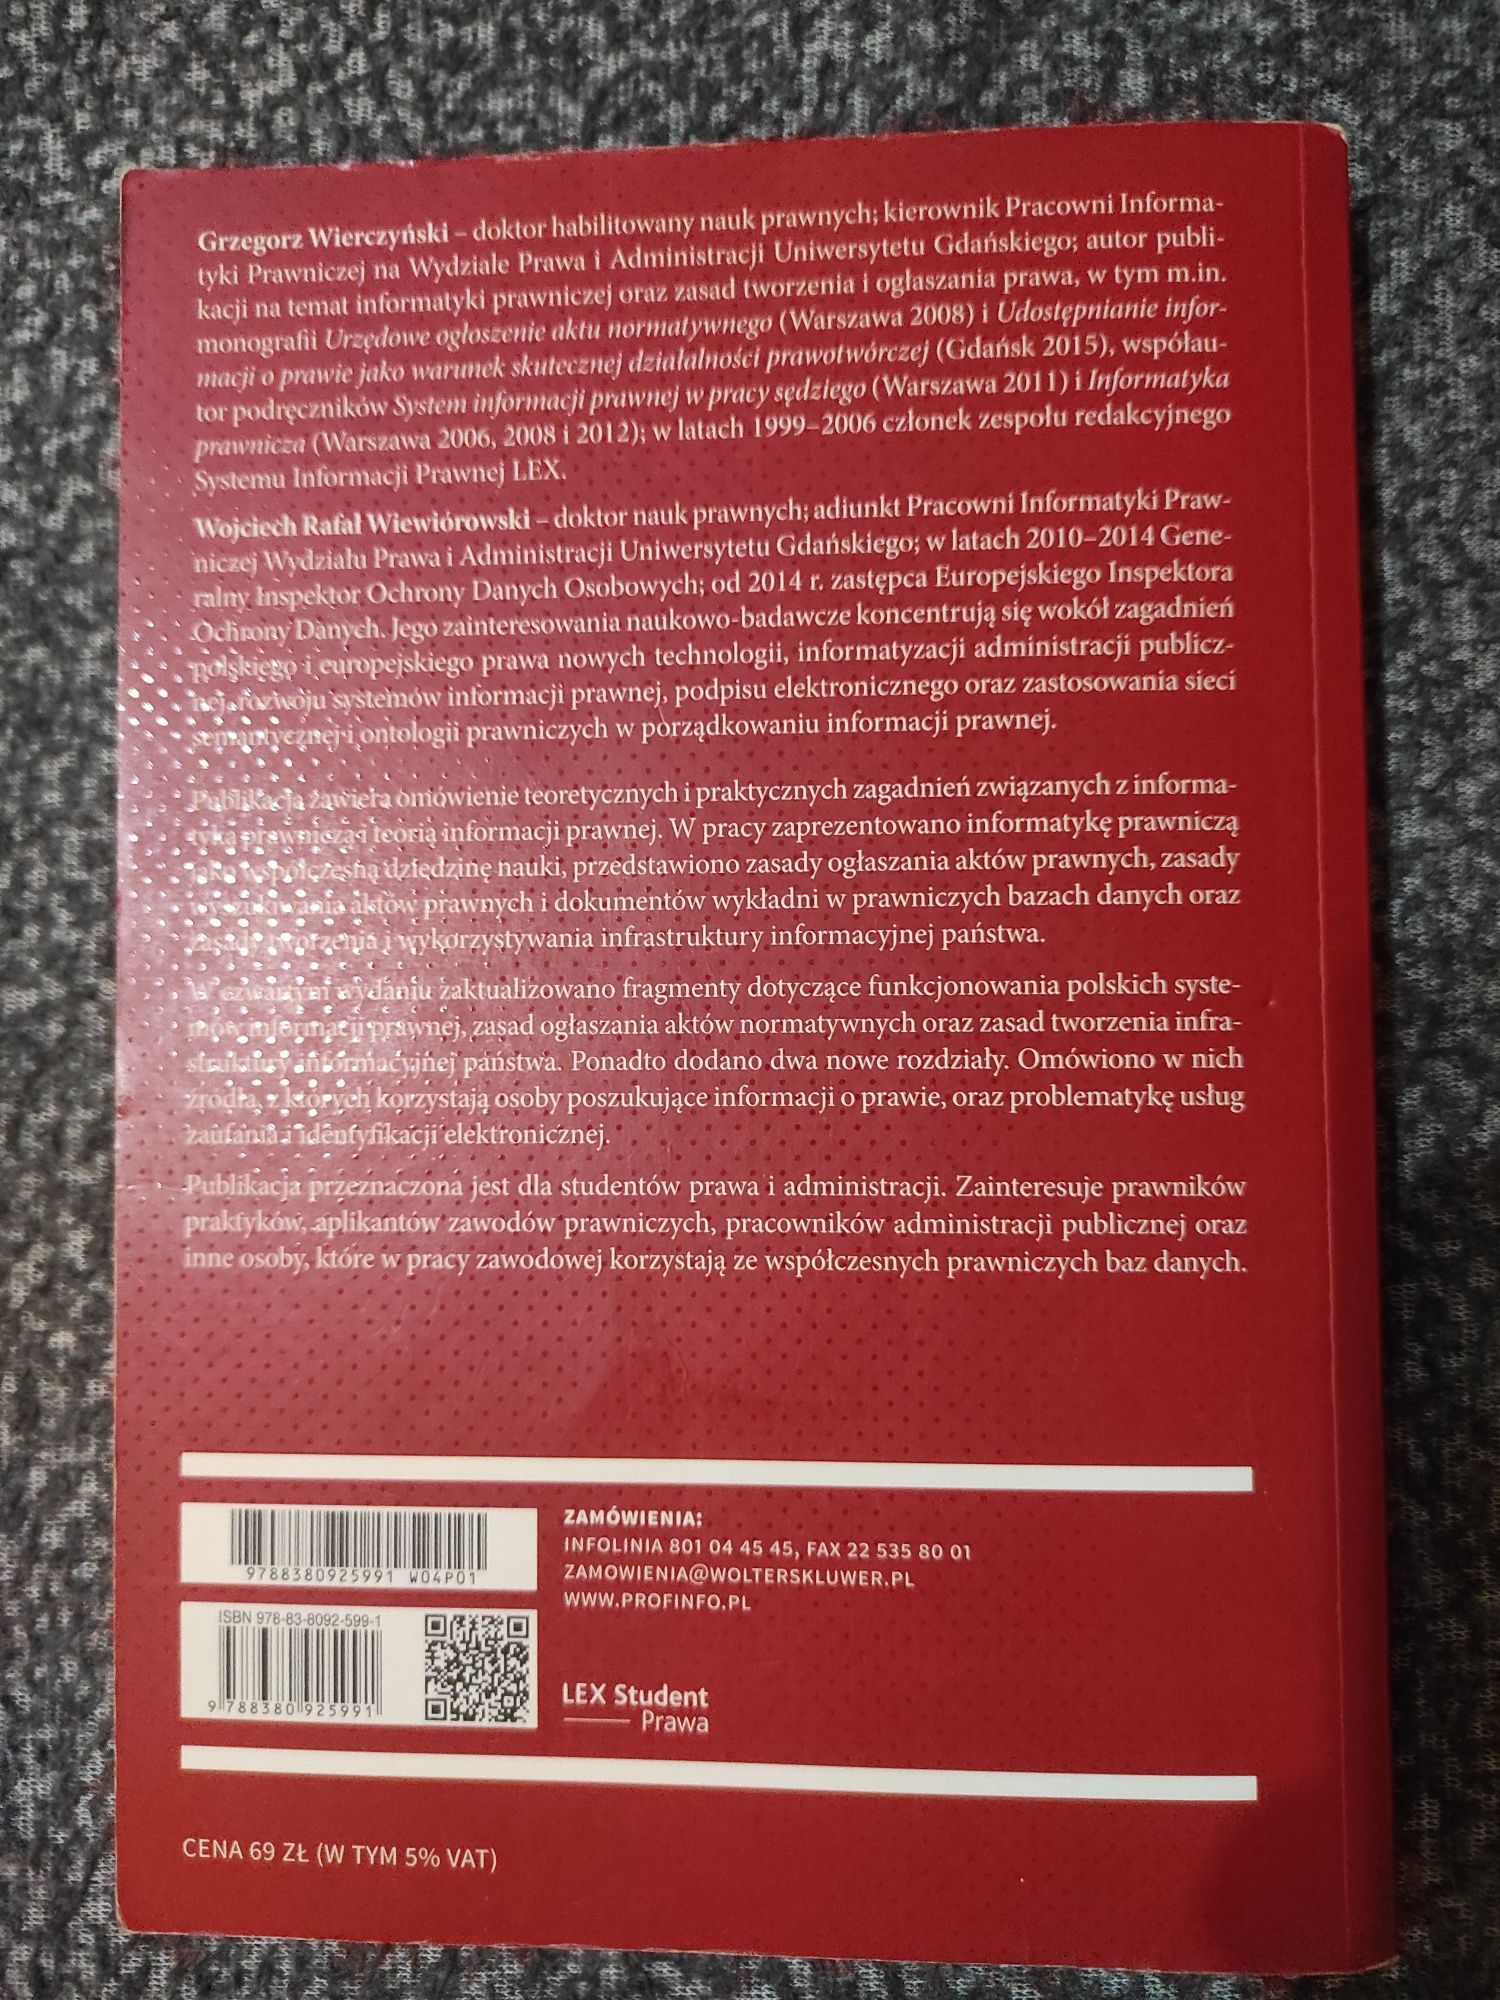 Grzegorz Wierczyński – doktor habilitowany nauk prawnych; kierownik Pracowni Informa-
tyki Prawniczej na Wydziale Prawa i Administracji Uniwersytetu Gdańskiego; autor publi-
kacji na temat informatyki prawniczej oraz zasad tworzenia i ogłaszania prawa, w tym m.in.
monografii Urzędowe ogłoszenie aktu normatywnego (Warszawa 2008) i Udostępnianie infor-
macji o prawie jako warunek skutecznej działalności prawotwórczej (Gdańsk 2015), współau-
tor podręczników System informacji prawnej w pracy sędziego (Warszawa 2011) i Informatyka
prawnicza (Warszawa 2006, 2008 i 2012); w latach 1999–2006 członek zespołu redakcyjnego
Systemu Informacji Prawnej LEX.
Wojciech Rafał Wiewiórowski – doktor nauk prawnych; adiunkt Pracowni Informatyki Praw-
niczej Wydziału Prawa i Administracji Uniwersytetu Gdańskiego; w latach 2010–2014 Gene-
ralny Inspektor Ochrony Danych Osobowych; od 2014 r. zastępca Europejskiego Inspektora
Ochrony Danych. Jego zainteresowania naukowo-badawcze koncentrują się wokół zagadnień
polskiego i europejskiego prawa nowych technologii, informatyzacji administracji publicz-
nej, rozwoju systemów informacji prawnej, podpisu elektronicznego oraz zastosowania sieci
semantycznej i ontologii prawniczych w porządkowaniu informacji prawnej.
Publikacja zawiera omówienie teoretycznych i praktycznych zagadnień związanych z informa-
tyką prawniczą i teorią informacji prawnej. W pracy zaprezentowano informatykę prawniczą
jako współczesną dziedzinę nauki, przedstawiono zasady ogłaszania aktów prawnych, zasady
wyszukiwania aktów prawnych i dokumentów wykładni w prawniczych bazach danych oraz
zasady tworzenia i wykorzystywania infrastruktury informacyjnej państwa.
W czwartym wydaniu zaktualizowano fragmenty dotyczące funkcjonowania polskich syste-
mów informacji prawnej, zasad ogłaszania aktów normatywnych oraz zasad tworzenia infra-
struktury informacyjnej państwa. Ponadto dodano dwa nowe rozdziały. Omówiono w nich
źródła, z których korzystają osoby poszukujące informacji o prawie, oraz problematykę usług
zaufania i identyfikacji elektronicznej.
Publikacja przeznaczona jest dla studentów prawa i administracji. Zainteresuje prawników
praktyków, aplikantów zawodów prawniczych, pracowników administracji publicznej oraz
inne osoby, które w pracy zawodowej korzystają ze współczesnych prawniczych baz danych.
9788380925991 W04P01
ISBN 978-83-8092-599-1
9 788380 925991
ZAMÓWIENIA:
INFOLINIA 801 04 45 45, FAX 22 535 80 01
ZAMOWIENIA@WOLTERSKLUWER.PL
WWW.PROFINFO.PL
LEX Student
Prawa
CENA 69 ZŁ (W TYM 5% VAT)